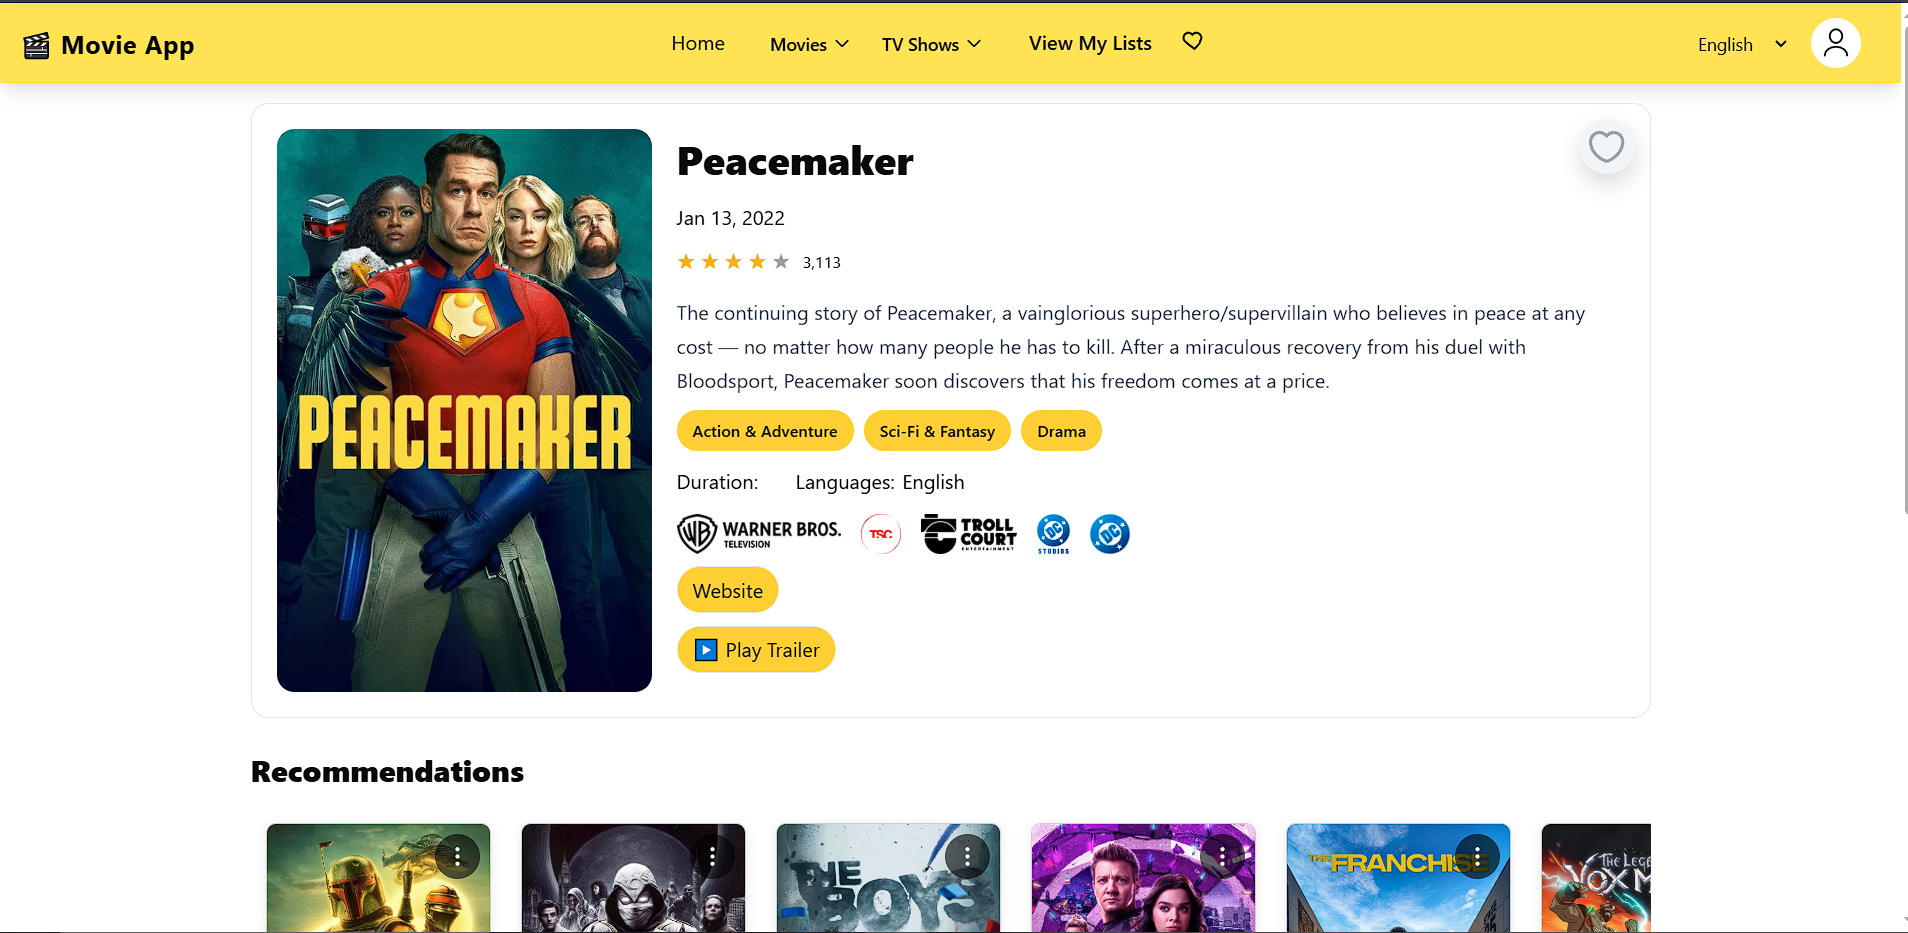 Movie App
Home
Movies
TV Shows
View My Lists
English
PEACEMAKER
Peacemaker
Jan 13, 2022
3,113
The continuing story of Peacemaker, a vainglorious superhero/supervillain who believes in peace at any
cost — no matter how many people he has to kill. After a miraculous recovery from his duel with
Bloodsport, Peacemaker soon discovers that his freedom comes at a price.
Action & Adventure
Sci-Fi & Fantasy
Drama
Duration:
Languages: English
WB WARNER BROS.
TELEVISION
TSC
TROLL
COURT
ENTERTAINMENT
DC
STUDIOS
DC
Website
Play Trailer
Recommendations
THE
BOYS
THE FRANCHISE
THE
VOX